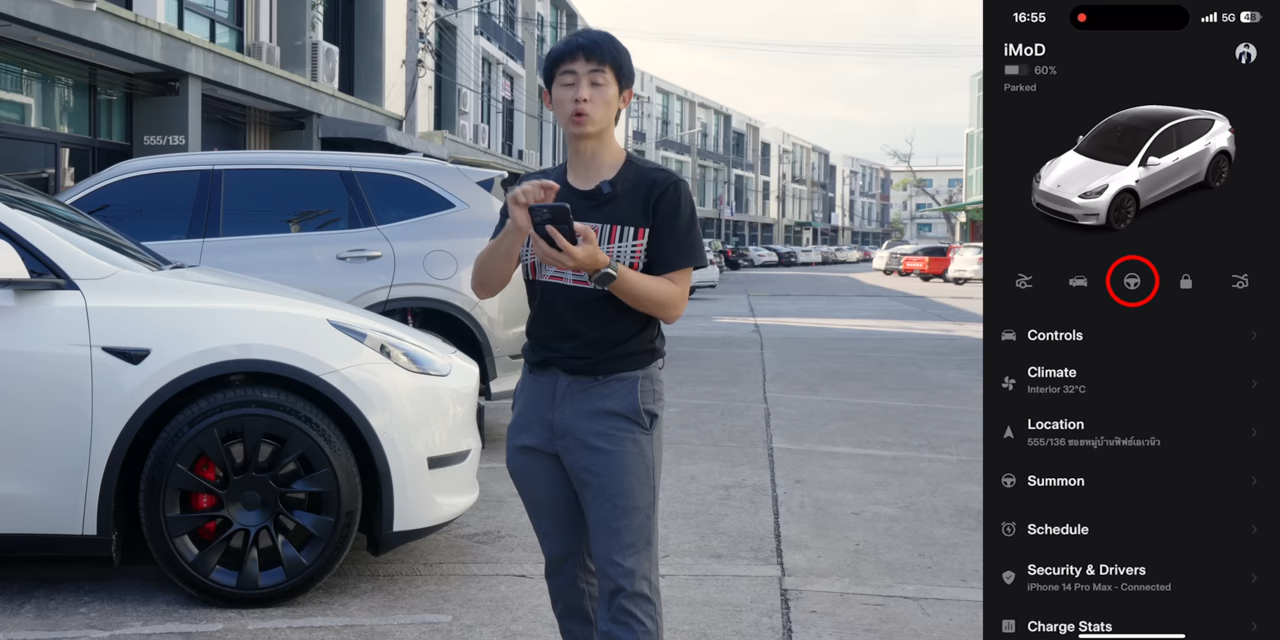 555/135
16:55
5G
48
iMoD
60%
Parked
Controls
Climate
Interior 32°C
Location
555/136 ซอยหมู่บ้านฟิฟธ์เอเวนิว
Summon
Schedule
Security & Drivers
iPhone 14 Pro Max - Connected
Charge Stats